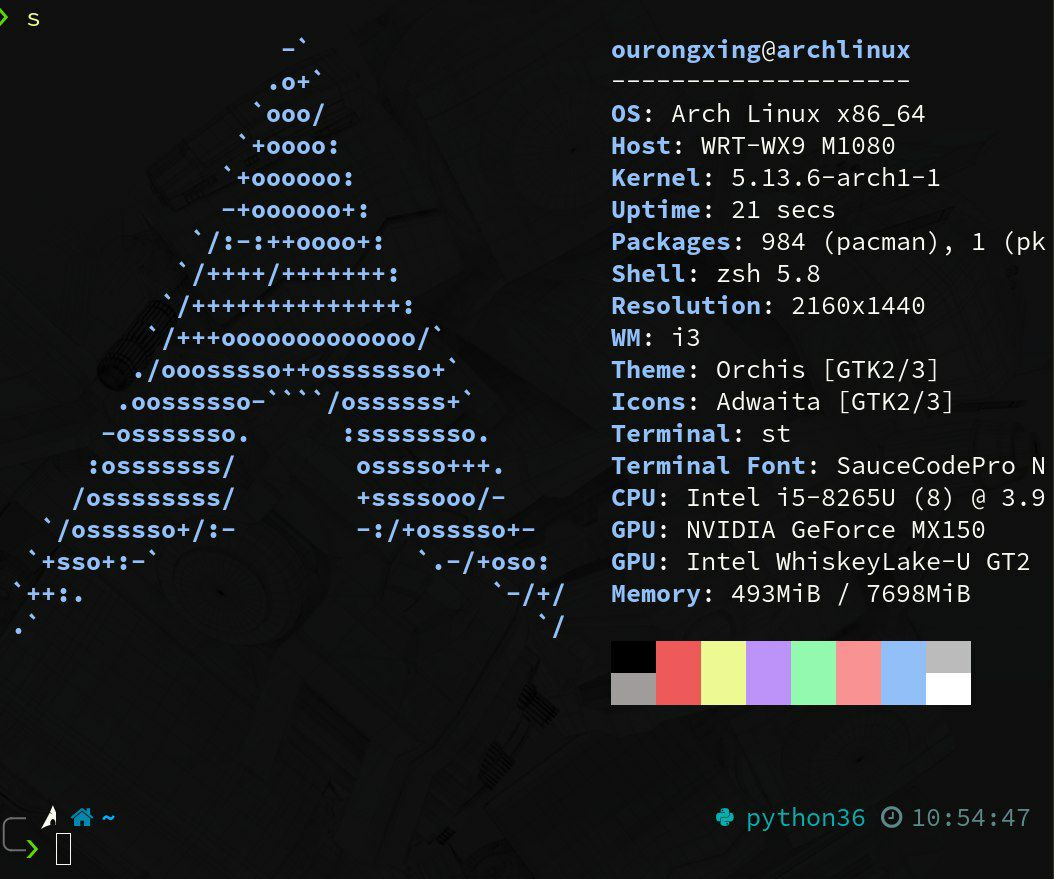 ❯ s
ourongxing@archlinux
--------------------
OS: Arch Linux x86_64
Host: WRT-WX9 M1080
Kernel: 5.13.6-arch1-1
Uptime: 21 secs
Packages: 984 (pacman), 1 (pk
Shell: zsh 5.8
Resolution: 2160x1440
WM: i3
Theme: Orchis [GTK2/3]
Icons: Adwaita [GTK2/3]
Terminal: st
Terminal Font: SauceCodePro N
CPU: Intel i5-8265U (8) @ 3.9
GPU: NVIDIA GeForce MX150
GPU: Intel WhiskeyLake-U GT2
Memory: 493MiB / 7698MiB
~ python36 10:54:47
❯